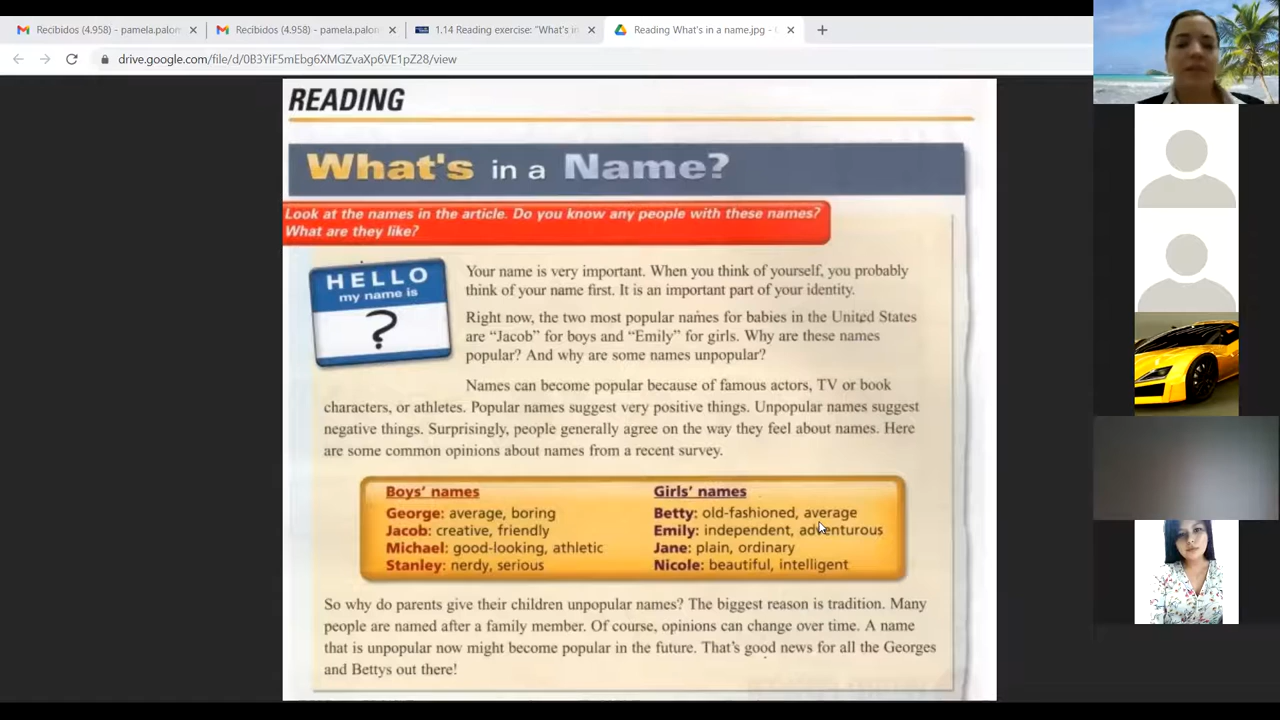 Recibidos (4.958) - pamela.palom
Recibidos (4.958) - pamela.palom
1.14 Reading exercise: "What's in
Reading What's in a name.jpg - G
drive.google.com/file/d/0B3YiF5mEbg6XMGZvaXp6VE1pZ28/view
READING
What's in a Name?
Look at the names in the article. Do you know any people with these names?
What are they like?
HELLO
my name is
?
Your name is very important. When you think of yourself, you probably
think of your name first. It is an important part of your identity.
Right now, the two most popular names for babies in the United States
are “Jacob” for boys and “Emily” for girls. Why are these names
popular? And why are some names unpopular?
Names can become popular because of famous actors, TV or book
characters, or athletes. Popular names suggest very positive things. Unpopular names suggest
negative things. Surprisingly, people generally agree on the way they feel about names. Here
are some common opinions about names from a recent survey.
Boys' names
George: average, boring
Jacob: creative, friendly
Michael: good-looking, athletic
Stanley: nerdy, serious
Girls' names
Betty: old-fashioned, average
Emily: independent, adventurous
Jane: plain, ordinary
Nicole: beautiful, intelligent
So why do parents give their children unpopular names? The biggest reason is tradition. Many
people are named after a family member. Of course, opinions can change over time. A name
that is unpopular now might become popular in the future. That's good news for all the Georges
and Bettys out there!